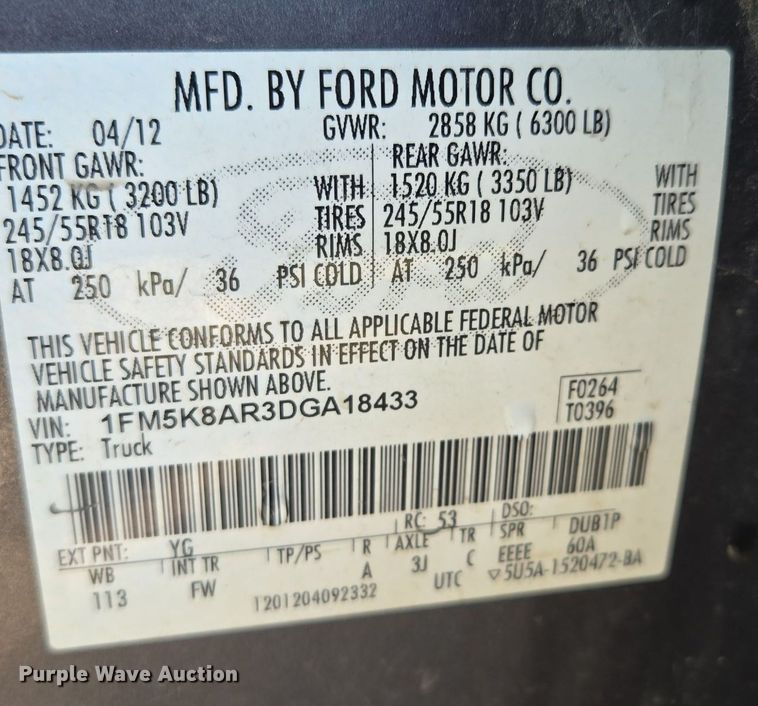 MFD. BY FORD MOTOR CO.
DATE: 04/12 GVWR: 2858 KG ( 6300 LB)
FRONT GAWR: REAR GAWR:
1452 KG ( 3200 LB) WITH 1520 KG ( 3350 LB) WITH
245/55R18 103V TIRES 245/55R18 103V TIRES
18X8.0J RIMS 18X8.0J RIMS
AT 250 kPa/ 36 PSI COLD AT 250 kPa/ 36 PSI COLD
THIS VEHICLE CONFORMS TO ALL APPLICABLE FEDERAL MOTOR
VEHICLE SAFETY STANDARDS IN EFFECT ON THE DATE OF
MANUFACTURE SHOWN ABOVE.
VIN: 1FM5K8AR3DGA18433
F0264
TYPE: Truck
T0396
EXT PNT: YG RC: 53 DSO:
WB INT TR TP/PS R AXLE TR SPR DUB1P
113 FW A 3J C EEEE 60A
1201204092332 UTC ▽5U5A-1520472-BA
Purple Wave Auction